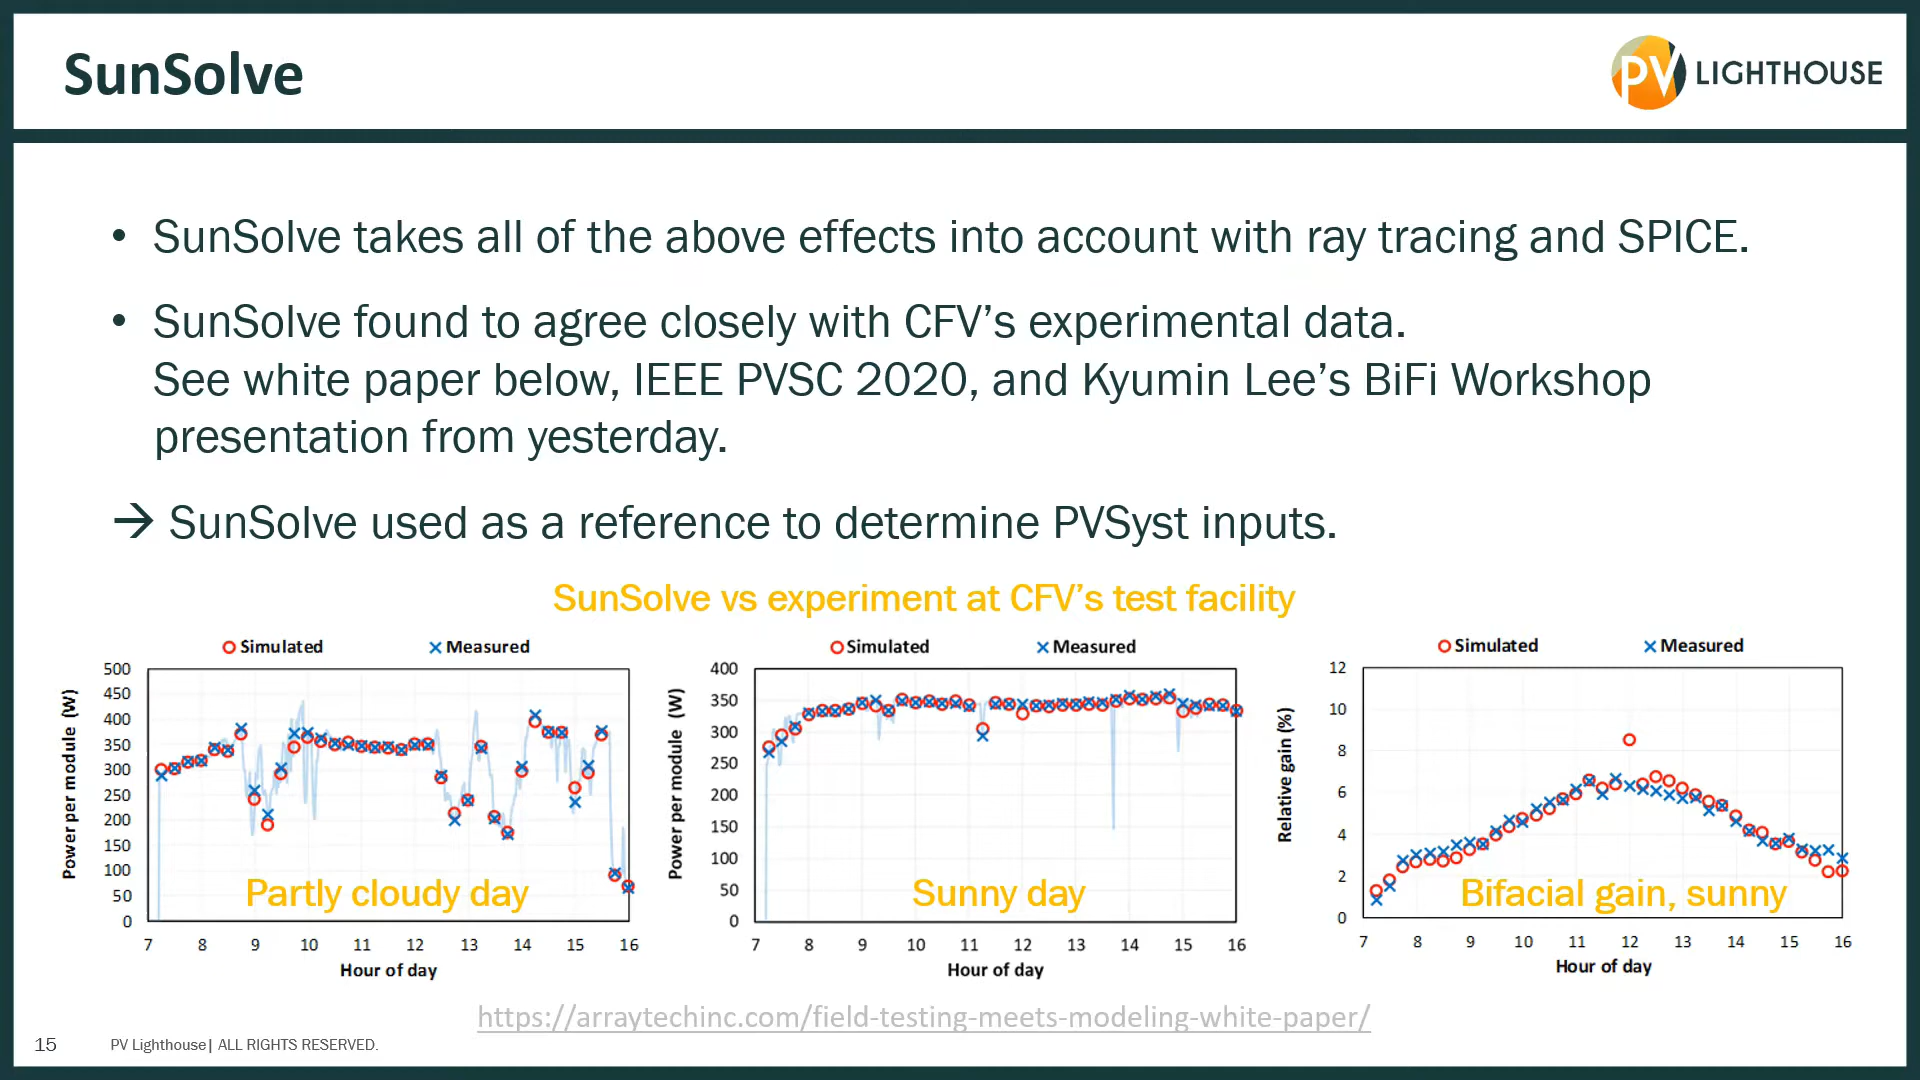 SunSolve
PV LIGHTHOUSE
• SunSolve takes all of the above effects into account with ray tracing and SPICE.
• SunSolve found to agree closely with CFV's experimental data.
See white paper below, IEEE PVSC 2020, and Kyumin Lee's BiFi Workshop
presentation from yesterday.
→ SunSolve used as a reference to determine PVSyst inputs.
SunSolve vs experiment at CFV's test facility
Simulated Measured
500
450
400
350
300
250
200
150
100
50
0
Power per module (W)
Partly cloudy day
7 8 9 10 11 12 13 14 15 16
Hour of day
Simulated Measured
400
350
300
250
200
150
100
50
0
Power per module (W)
Sunny day
7 8 9 10 11 12 13 14 15 16
Hour of day
Simulated Measured
12
10
8
6
4
2
0
Relative gain (%)
Bifacial gain, sunny
7 8 9 10 11 12 13 14 15 16
Hour of day
https://arraytechinc.com/field-testing-meets-modeling-white-paper/
15 PV Lighthouse| ALL RIGHTS RESERVED.